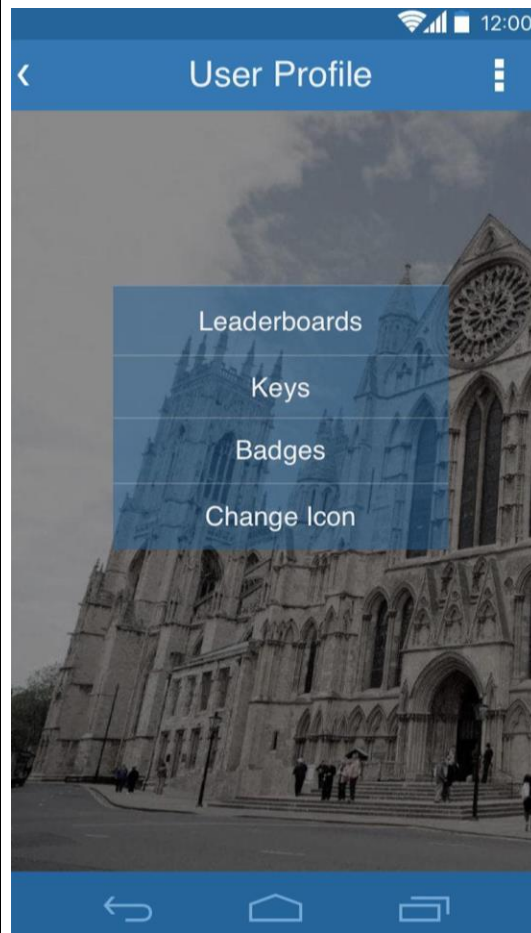 12:00
User Profile
Leaderboards
Keys
Badges
Change Icon